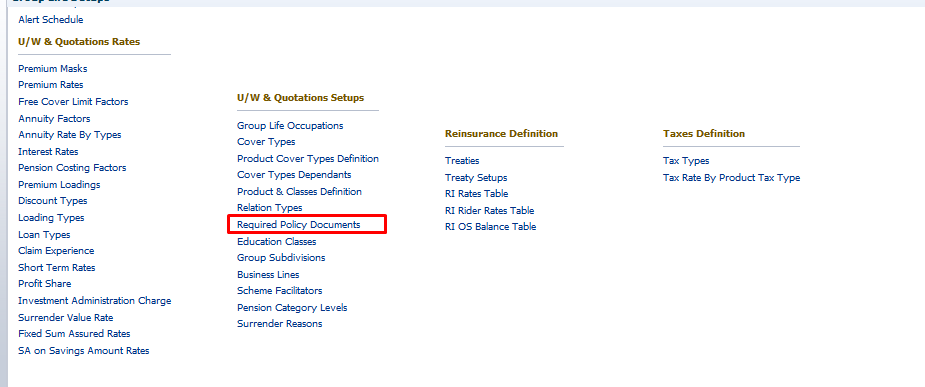 Alert Schedule
U/W & Quotations Rates
Premium Masks
Premium Rates
Free Cover Limit Factors
Annuity Factors
Annuity Rate By Types
Interest Rates
Pension Costing Factors
Premium Loadings
Discount Types
Loading Types
Loan Types
Claim Experience
Short Term Rates
Profit Share
Investment Administration Charge
Surrender Value Rate
Fixed Sum Assured Rates
SA on Savings Amount Rates
U/W & Quotations Setups
Group Life Occupations
Cover Types
Product Cover Types Definition
Cover Types Dependants
Product & Classes Definition
Relation Types
Required Policy Documents
Education Classes
Group Subdivisions
Business Lines
Scheme Facilitators
Pension Category Levels
Surrender Reasons
Reinsurance Definition
Treaties
Treaty Setups
RI Rates Table
RI Rider Rates Table
RI OS Balance Table
Taxes Definition
Tax Types
Tax Rate By Product Tax Type